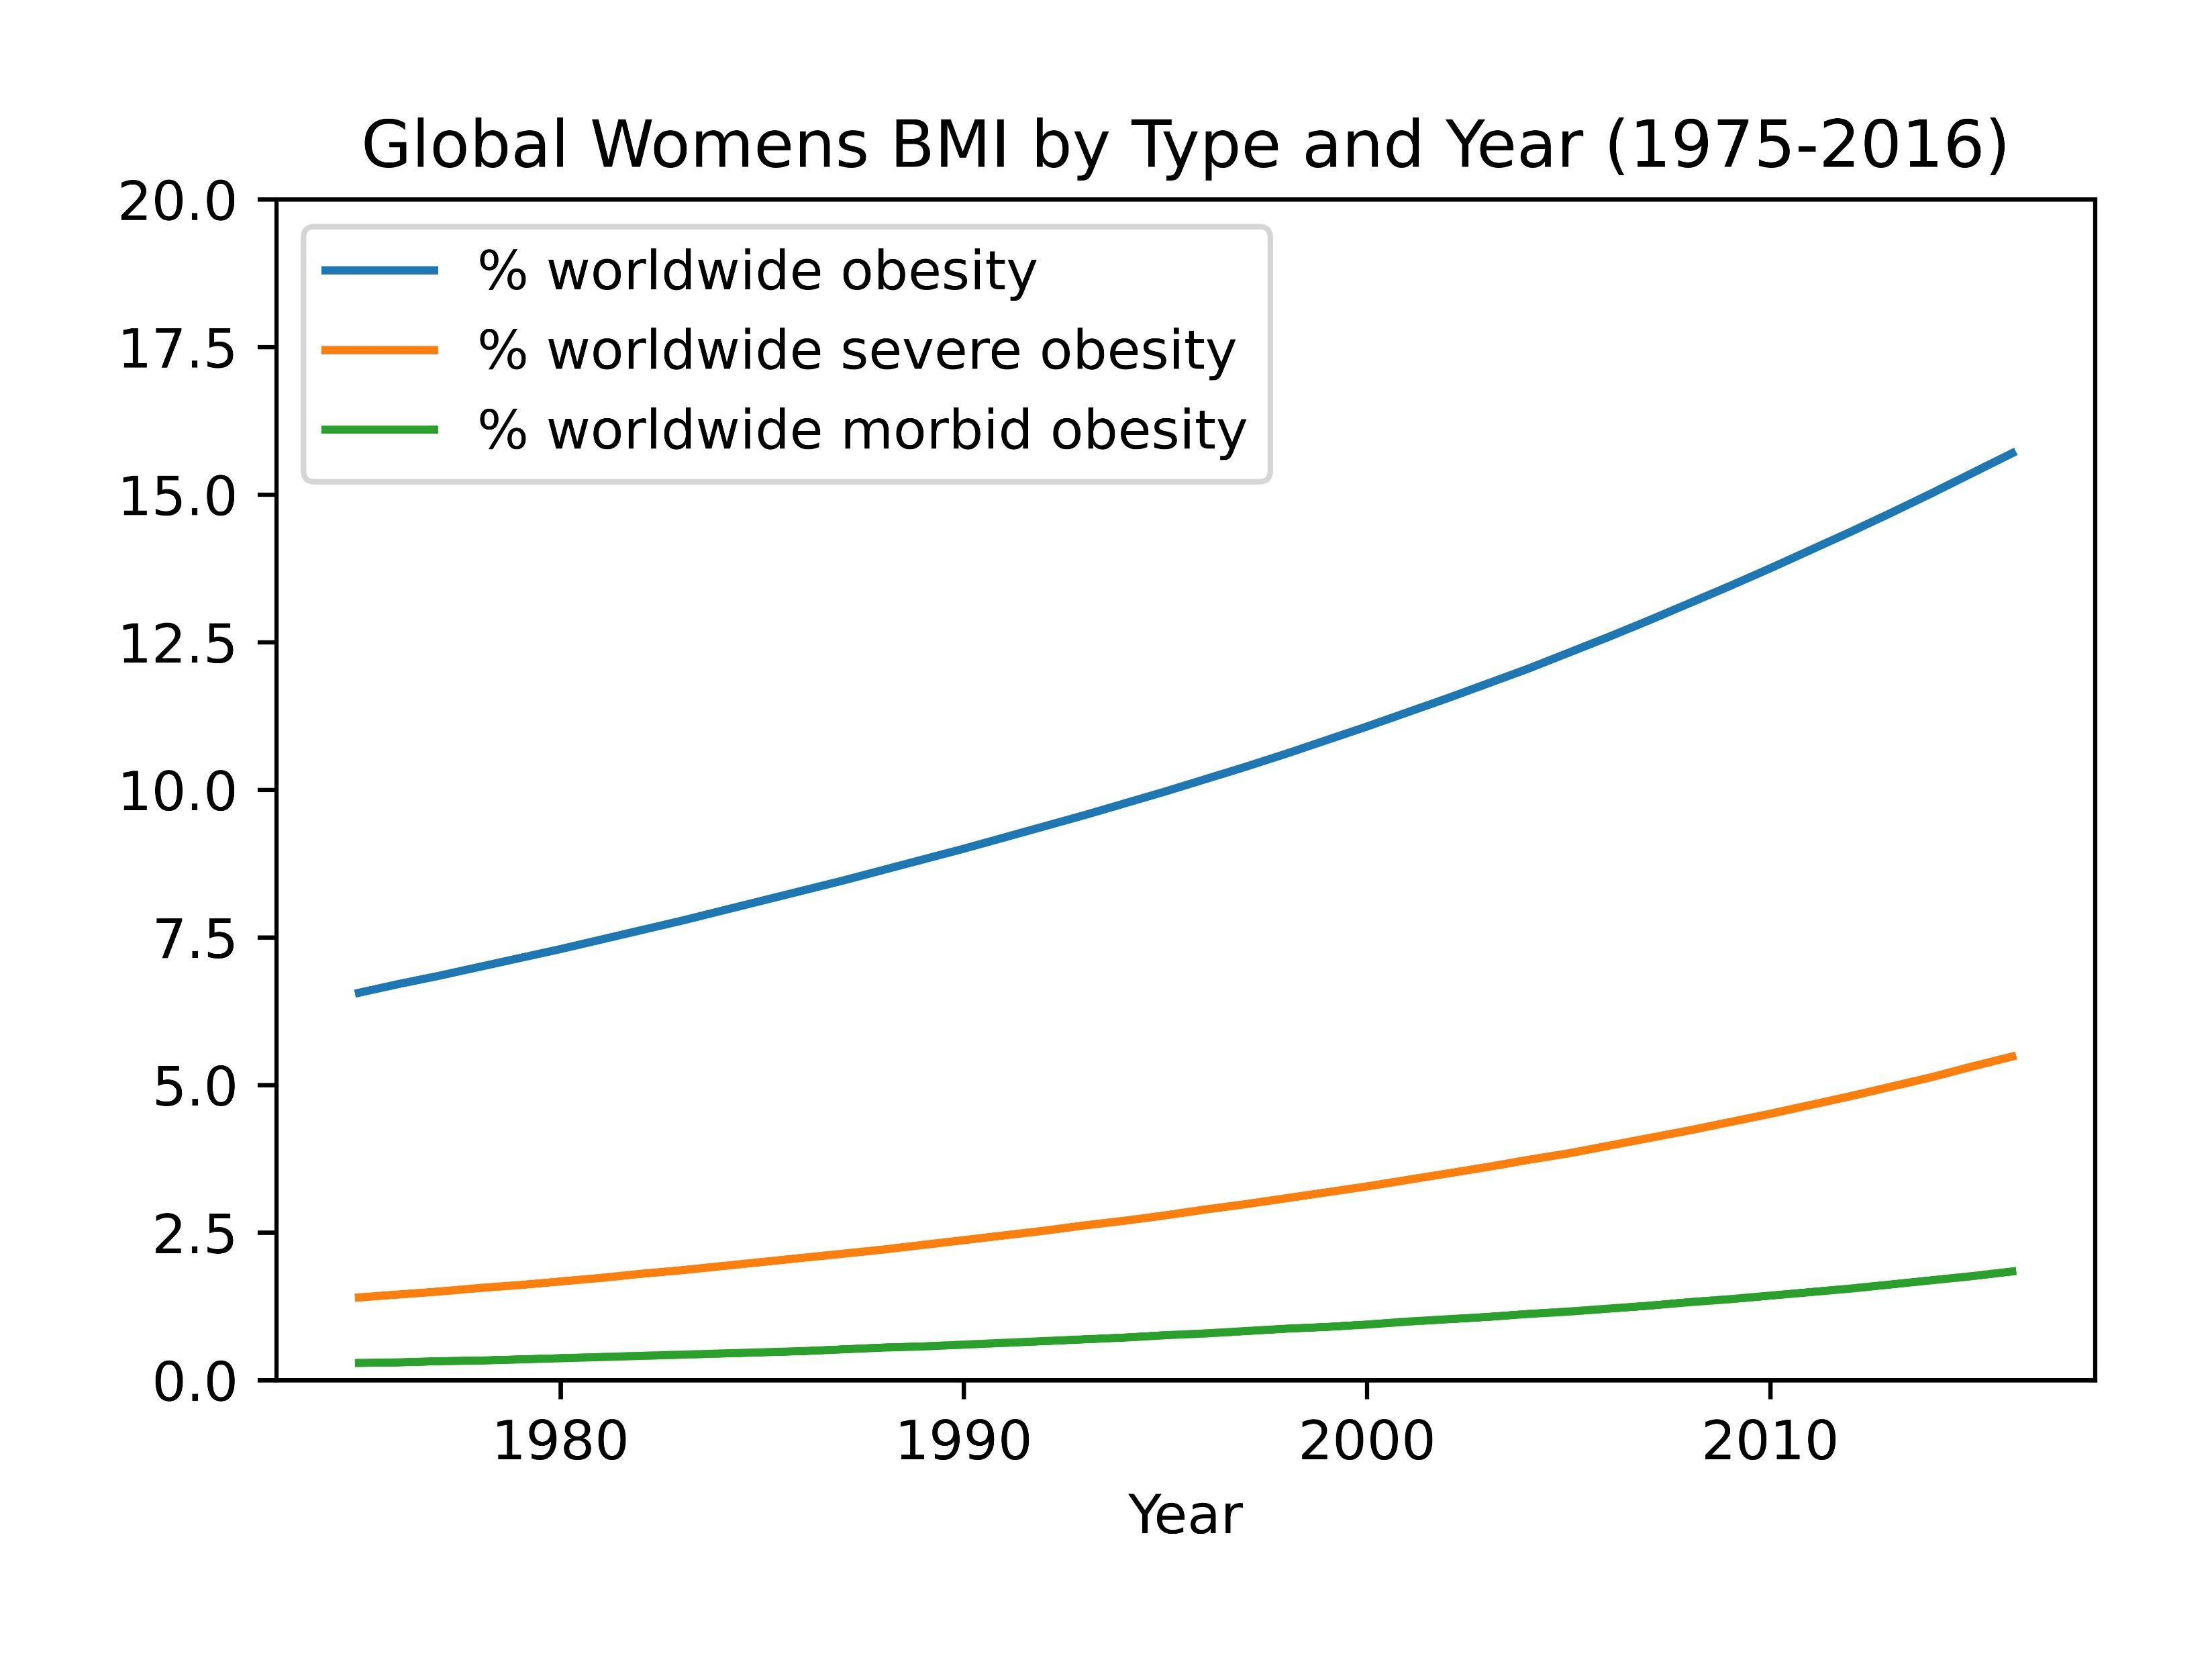 Global Womens BMI by Type and Year (1975-2016)
20.0
17.5
15.0
12.5
10.0
7.5
5.0
2.5
0.0
% worldwide obesity
% worldwide severe obesity
% worldwide morbid obesity
1980 1990 2000 2010
Year